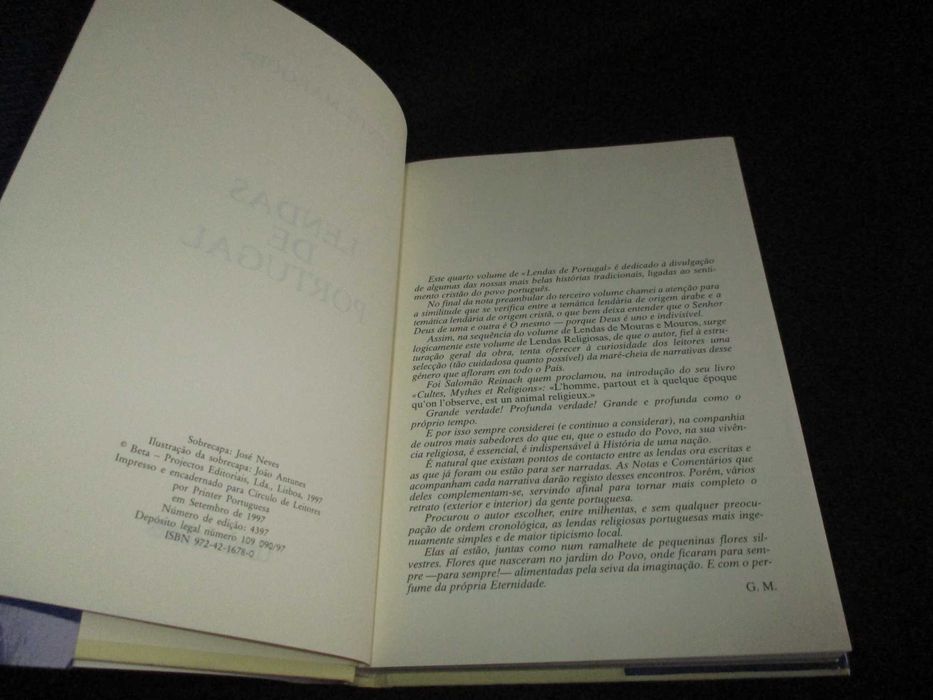 LENDAS
DE
PORTUGAL
Sobrecapa: José Neves
Ilustração da sobrecapa: João Antunes
© Beta — Projectos Editoriais, Lda., Lisboa, 1997
Impresso e encadernado para Círculo de Leitores
por Printer Portuguesa
em Setembro de 1997
Número de edição: 4397
Depósito legal número 109 090/97
ISBN 972-42-1678-0
Este quarto volume de «Lendas de Portugal» é dedicado à divulgação
de algumas das nossas mais belas histórias tradicionais, ligadas ao senti-
mento cristão do povo português.
No final da nota preambular do terceiro volume chamei a atenção para
a similitude que se verifica entre a temática lendária de origem árabe e a
temática lendária de origem cristã, o que bem deixa entender que o Senhor
Deus de uma e outra é O mesmo — porque Deus é uno e indivisível.
Assim, na sequência do volume de Lendas de Mouras e Mouros, surge
logicamente este volume de Lendas Religiosas, de que o autor, fiel à estru-
turação geral da obra, tenta oferecer à curiosidade dos leitores uma
selecção (tão cuidadosa quanto possível) da maré-cheia de narrativas desse
género que afloram em todo o País.
Foi Salomão Reinach quem proclamou, na introdução do seu livro
«Cultes, Mythes et Religions»: «L'homme, partout et à quelque époque
qu'on l'observe, est un animal religieux.»
Grande verdade! Profunda verdade! Grande e profunda como o
próprio tempo.
E por isso sempre considerei (e continuo a considerar), na companhia
de outros mais sabedores do que eu, que o estudo do Povo, na sua vivên-
cia religiosa, é essencial, é indispensável à História de uma nação.
É natural que existam pontos de contacto entre as lendas ora escritas e
as que já foram ou estão para ser narradas. As Notas e Comentários que
acompanham cada narrativa darão registo desses encontros. Porém, vários
deles complementam-se, servindo afinal para tornar mais completo o
retrato (exterior e interior) da gente portuguesa.
Procurou o autor escolher, entre milhentas, e sem qualquer preocu-
pação de ordem cronológica, as lendas religiosas portuguesas mais inge-
nuamente simples e de maior tipicismo local.
Elas aí estão, juntas como num ramalhete de pequeninas flores sil-
vestres. Flores que nasceram no jardim do Povo, onde ficaram para sem-
pre —para sempre!— alimentadas pela seiva da imaginação. E com o per-
fume da própria Eternidade.
G. M.